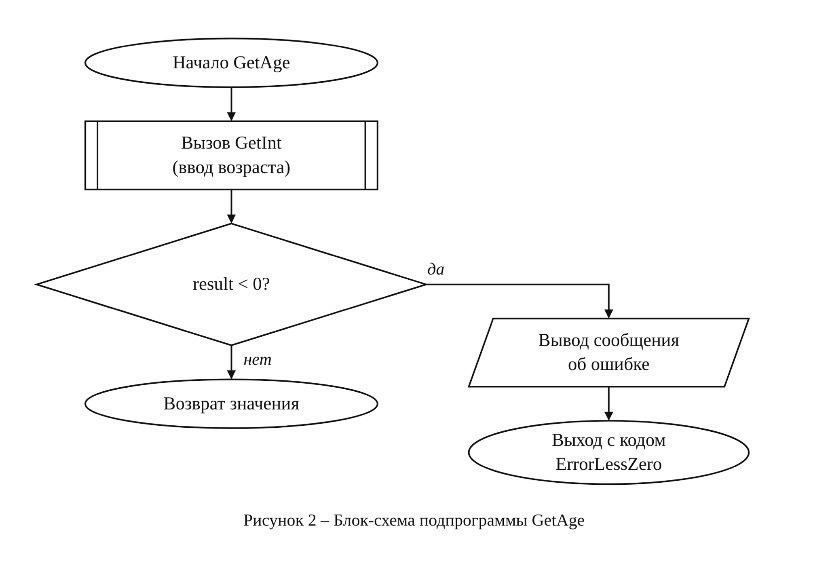 Начало GetAge
Вызов GetInt
(ввод возраста)
result < 0?
да
нет
Вывод сообщения
об ошибке
Возврат значения
Выход с кодом
ErrorLessZero
Рисунок 2 – Блок-схема подпрограммы GetAge